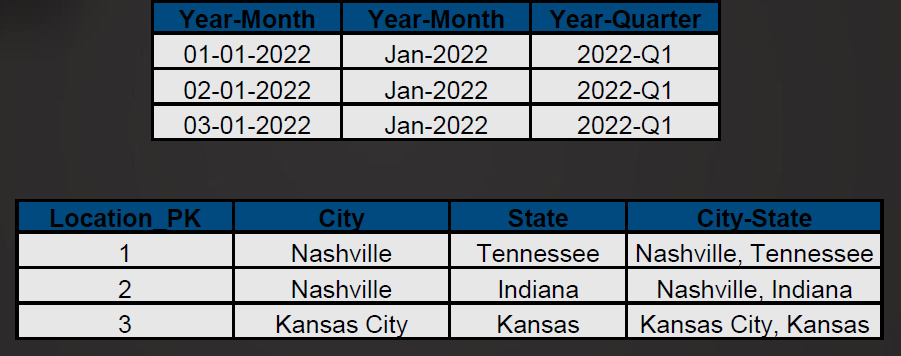 Year-Month Year-Month Year-Quarter
01-01-2022 Jan-2022 2022-Q1
02-01-2022 Jan-2022 2022-Q1
03-01-2022 Jan-2022 2022-Q1
Location_PK City State City-State
1 Nashville Tennessee Nashville, Tennessee
2 Nashville Indiana Nashville, Indiana
3 Kansas City Kansas Kansas City, Kansas